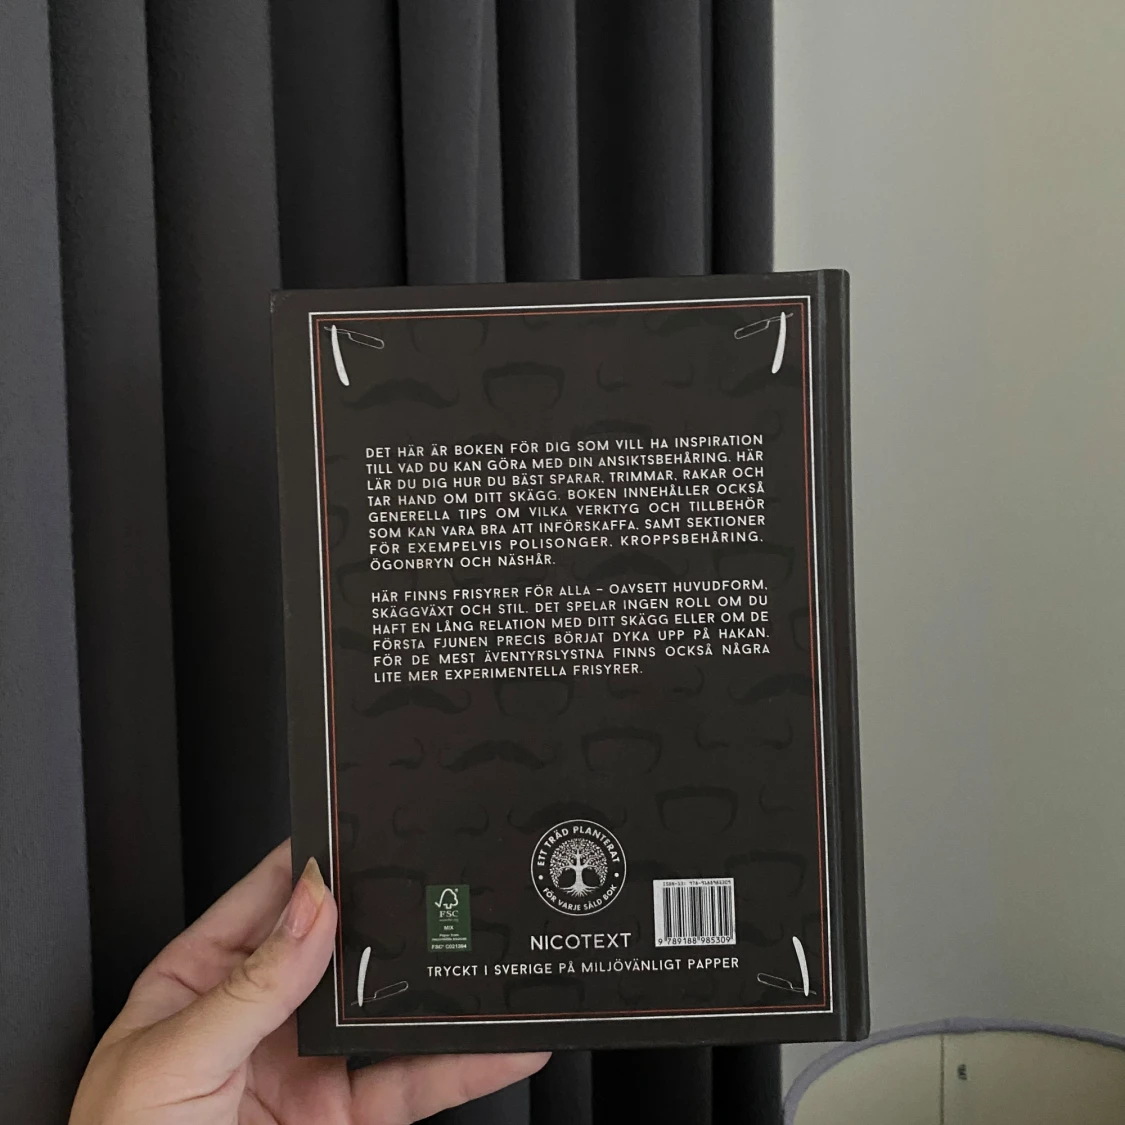 DET HÄR ÄR BOKEN FÖR DIG SOM VILL HA INSPIRATION
TILL VAD DU KAN GÖRA MED DIN ANSIKTSBEHÅRING. HÄR
LÄR DU DIG HUR DU BÄST SPARAR, TRIMMAR, RAKAR OCH
TAR HAND OM DITT SKÄGG. BOKEN INNEHÅLLER OCKSÅ
GENERELLA TIPS OM VILKA VERKTYG OCH TILLBEHÖR
SOM KAN VARA BRA ATT INFÖRSKAFFA, SAMT SEKTIONER
FÖR EXEMPELVIS POLISONGER, KROPPSBEHÅRING,
ÖGONBRYN OCH NÄSHÅR.
HÄR FINNS FRISYRER FÖR ALLA – OAVSETT HUVUDFORM,
SKÄGGVÄXT OCH STIL. DET SPELAR INGEN ROLL OM DU
HAFT EN LÅNG RELATION MED DITT SKÄGG ELLER OM DE
FÖRSTA FJUNEN PRECIS BÖRJAT DYKA UPP PÅ HAKAN.
FÖR DE MEST ÄVENTYRSLYSTNA FINNS OCKSÅ NÅGRA
LITE MER EXPERIMENTELLA FRISYRER.
ETT TRÄD PLANTERAT
FÖR VARJE SÅLD BOK
FSC
MIX
FSC® C021394
9 789188 985309
NICOTEXT
TRYCKT I SVERIGE PÅ MILJÖVÄNLIGT PAPPER